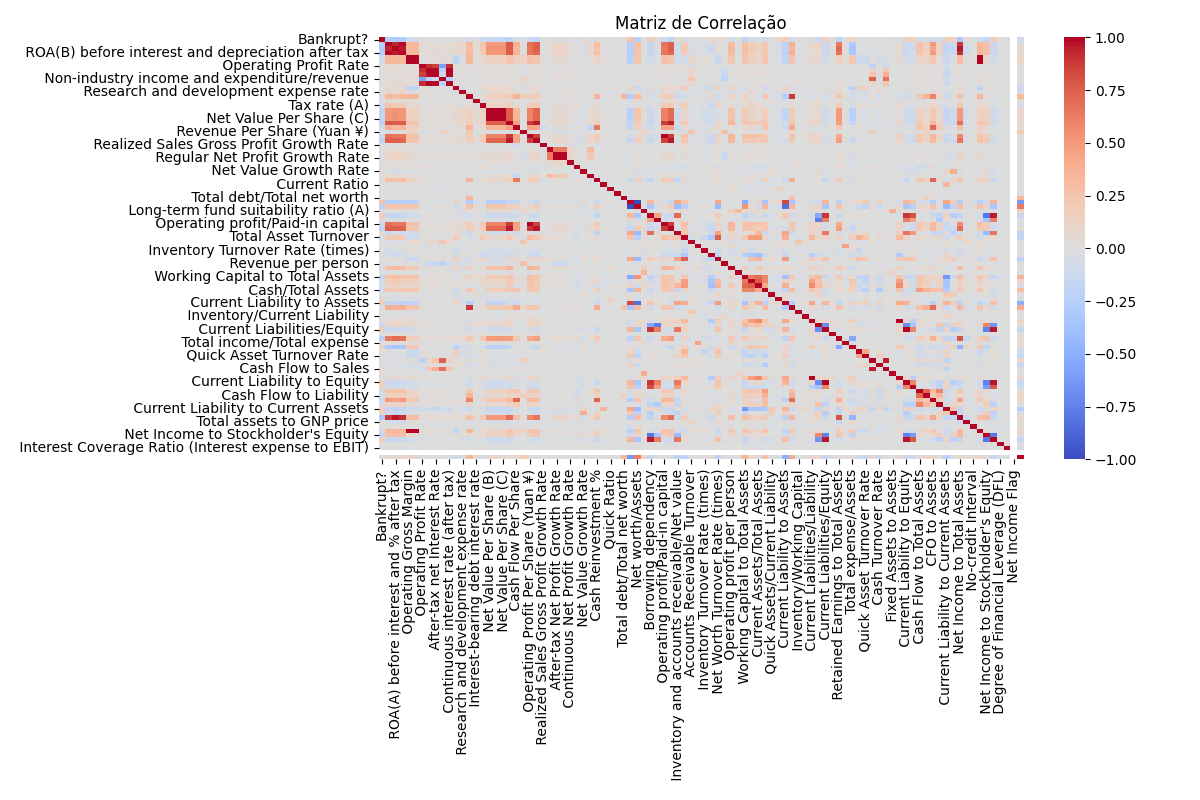 Matriz de Correlação
Bankrupt?
ROA(B) before interest and depreciation after tax
Operating Profit Rate
Non-industry income and expenditure/revenue
Research and development expense rate
Tax rate (A)
Net Value Per Share (C)
Revenue Per Share (Yuan ¥)
Realized Sales Gross Profit Growth Rate
Regular Net Profit Growth Rate
Net Value Growth Rate
Current Ratio
Total debt/Total net worth
Long-term fund suitability ratio (A)
Operating profit/Paid-in capital
Total Asset Turnover
Inventory Turnover Rate (times)
Revenue per person
Working Capital to Total Assets
Cash/Total Assets
Current Liability to Assets
Inventory/Current Liability
Current Liabilities/Equity
Total income/Total expense
Quick Asset Turnover Rate
Cash Flow to Sales
Current Liability to Equity
Cash Flow to Liability
Current Liability to Current Assets
Total assets to GNP price
Net Income to Stockholder's Equity
Interest Coverage Ratio (Interest expense to EBIT)
Bankrupt?
ROA(A) before interest and % after tax
Operating Gross Margin
Operating Profit Rate
After-tax net Interest Rate
Continuous interest rate (after tax)
Research and development expense rate
Interest-bearing debt interest rate
Net Value Per Share (B)
Net Value Per Share (C)
Cash Flow Per Share
Operating Profit Per Share (Yuan ¥)
Realized Sales Gross Profit Growth Rate
After-tax Net Profit Growth Rate
Continuous Net Profit Growth Rate
Net Value Growth Rate
Cash Reinvestment %
Quick Ratio
Total debt/Total net worth
Net worth/Assets
Borrowing dependency
Operating profit/Paid-in capital
Inventory and accounts receivable/Net value
Accounts Receivable Turnover
Inventory Turnover Rate (times)
Net Worth Turnover Rate (times)
Operating profit per person
Working Capital to Total Assets
Current Assets/Total Assets
Quick Assets/Current Liability
Current Liability to Assets
Inventory/Working Capital
Current Liabilities/Liability
Current Liabilities/Equity
Retained Earnings to Total Assets
Total expense/Assets
Quick Asset Turnover Rate
Cash Turnover Rate
Fixed Assets to Assets
Current Liability to Equity
Cash Flow to Total Assets
CFO to Assets
Current Liability to Current Assets
Net Income to Total Assets
No-credit Interval
Net Income to Stockholder's Equity
Degree of Financial Leverage (DFL)
Net Income Flag
1.00
0.75
0.50
0.25
0.00
−0.25
−0.50
−0.75
−1.00